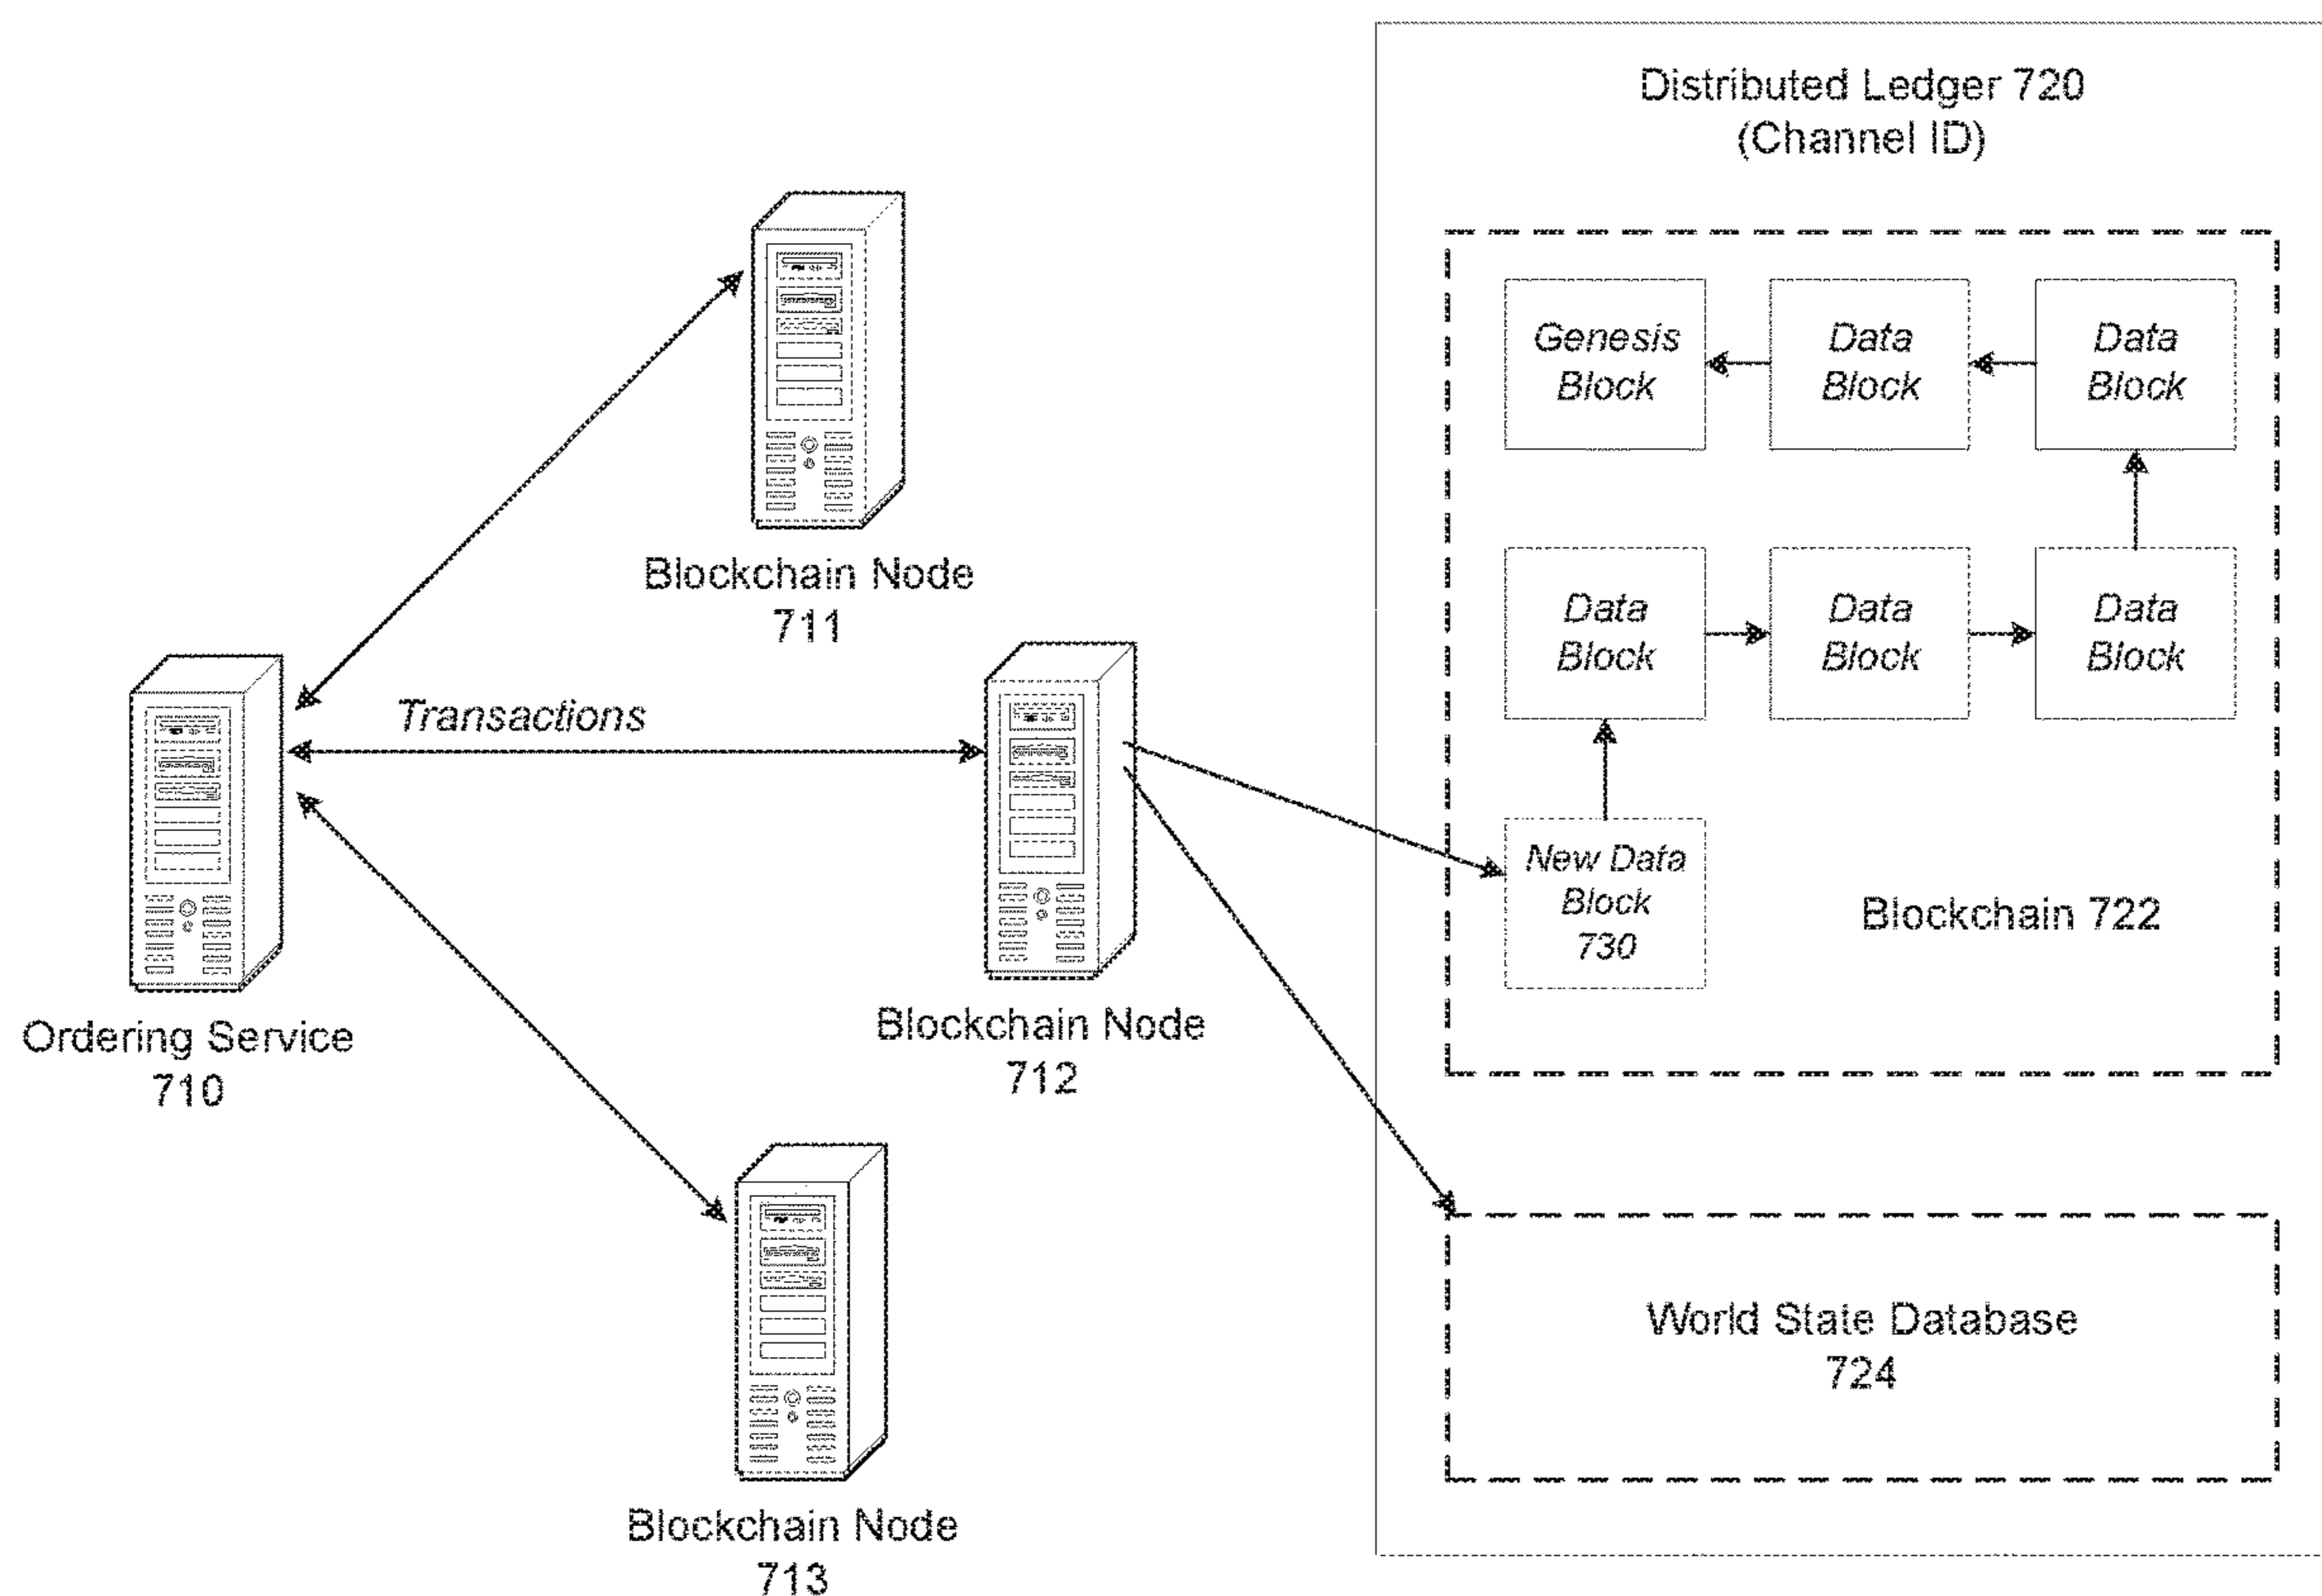 Distributed Ledger 720
(Channel ID)
Genesis
Block
Data
Block
Data
Block
Blockchain Node
711
Data
Block
Data
Block
Data
Block
Transactions
New Data
Block
730
Blockchain 722
Ordering Service
710
Blockchain Node
712
World State Database
724
Blockchain Node
713